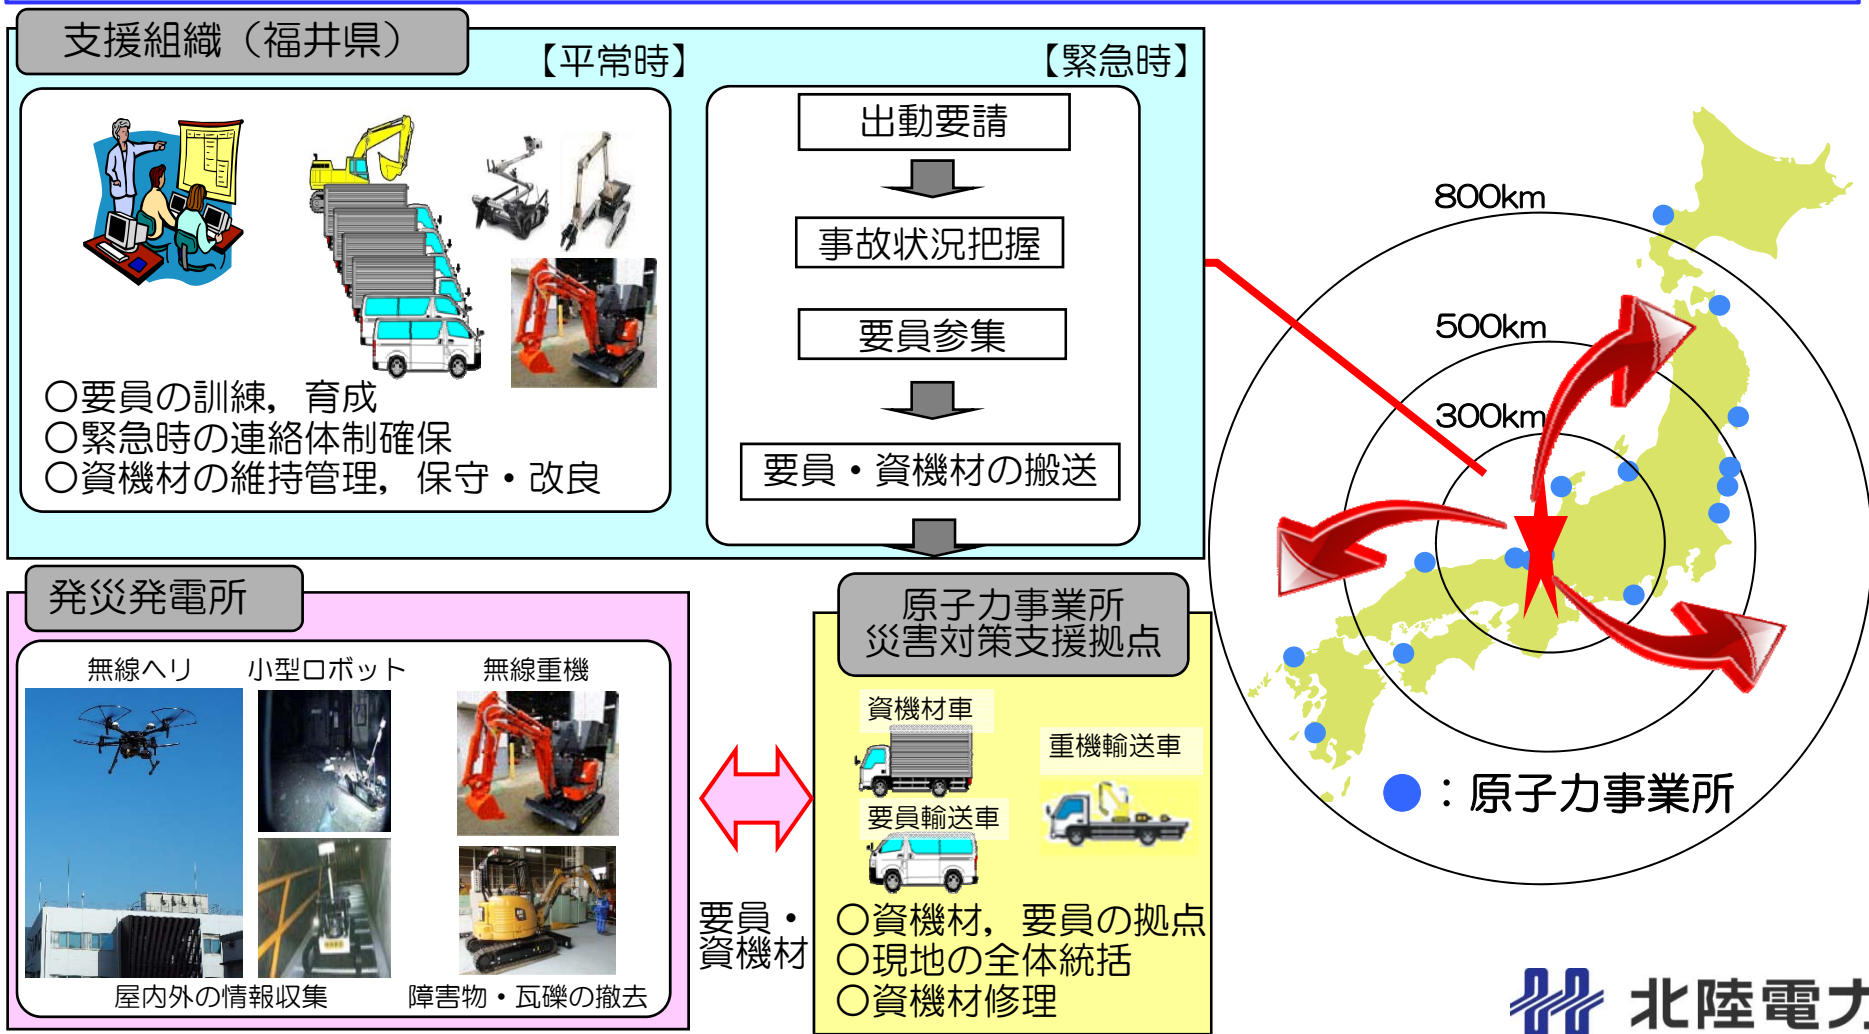 支援組織（福井県）
【平常時】
【緊急時】
出動要請
事故状況把握
要員参集
要員・資機材の搬送
○要員の訓練，育成
○緊急時の連絡体制確保
○資機材の維持管理，保守・改良
800km
500km
300km
●：原子力事業所
発災発電所
無線ヘリ
小型ロボット
無線重機
屋内外の情報収集
障害物・瓦礫の撤去
要員・
資機材
原子力事業所
災害対策支援拠点
資機材車
重機輸送車
要員輸送車
○資機材，要員の拠点
○現地の全体統括
○資機材修理
北陸電力